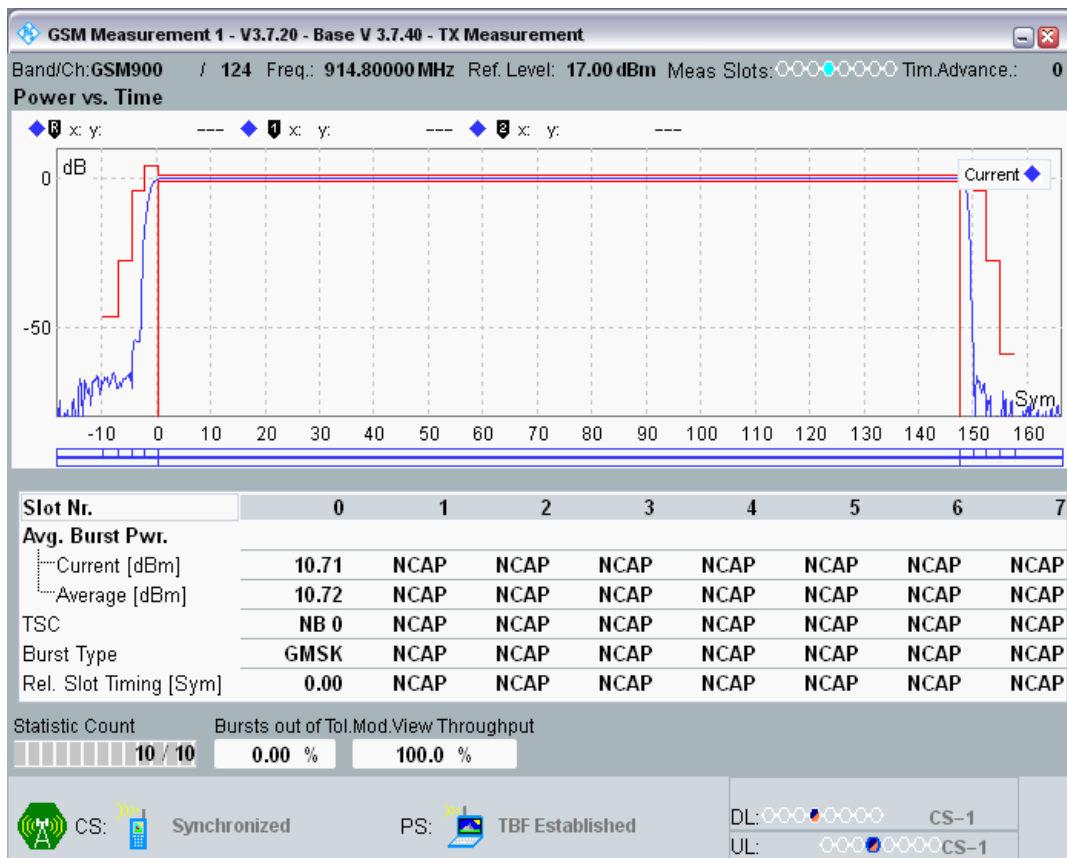 GSM Measurement 1 - V3.7.20 - Base V 3.7.40 - TX Measurement
Band/Ch:GSM900 / 124 Freq.: 914.80000 MHz Ref. Level: 17.00 dBm Meas Slots: Tim.Advance.: 0
Power vs. Time
R x: y: --- 1 x: y: --- 2 x: y: ---
dB
Current
0
-50
Sym
-10 0 10 20 30 40 50 60 70 80 90 100 110 120 130 140 150 160
Slot Nr. 0 1 2 3 4 5 6 7
Avg. Burst Pwr.
Current [dBm] 10.71 NCAP NCAP NCAP NCAP NCAP NCAP NCAP
Average [dBm] 10.72 NCAP NCAP NCAP NCAP NCAP NCAP NCAP
TSC NB 0 NCAP NCAP NCAP NCAP NCAP NCAP NCAP
Burst Type GMSK NCAP NCAP NCAP NCAP NCAP NCAP NCAP
Rel. Slot Timing [Sym] 0.00 NCAP NCAP NCAP NCAP NCAP NCAP NCAP
Statistic Count Bursts out of Tol.Mod.View Throughput
10 / 10 0.00 % 100.0 %
CS: Synchronized PS: TBF Established DL: CS-1
UL: CS-1